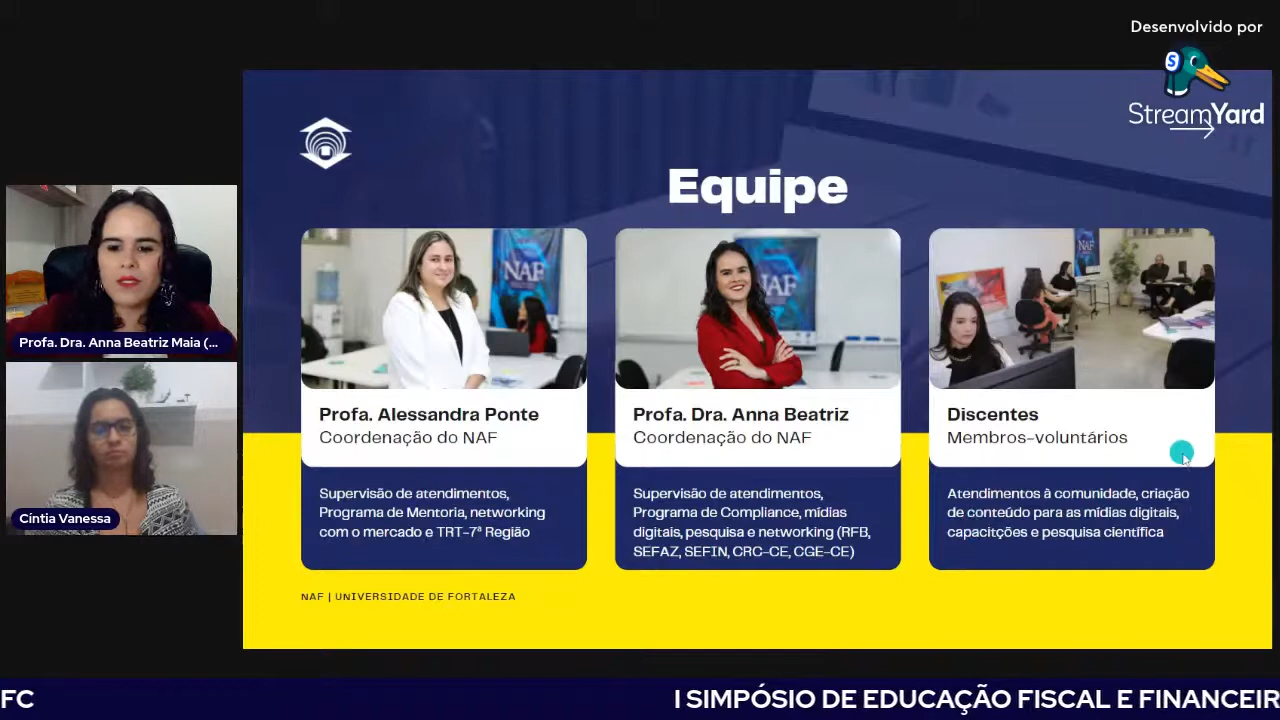 Desenvolvido por
S
StreamYard
Equipe
NAF
NAF
NAF
Profa. Alessandra Ponte
Coordenação do NAF
Supervisão de atendimentos,
Programa de Mentoria, networking
com o mercado e TRT-7ª Região
Profa. Dra. Anna Beatriz
Coordenação do NAF
Supervisão de atendimentos,
Programa de Compliance, mídias
digitais, pesquisa e networking (RFB,
SEFAZ, SEFIN, CRC-CE, CGE-CE)
Discentes
Membros-voluntários
Atendimentos à comunidade, criação
de conteúdo para as mídias digitais,
capacitções e pesquisa científica
NAF | UNIVERSIDADE DE FORTALEZA
Profa. Dra. Anna Beatriz Maia (...
Cíntia Vanessa
FC
I SIMPÓSIO DE EDUCAÇÃO FISCAL E FINANCEIR